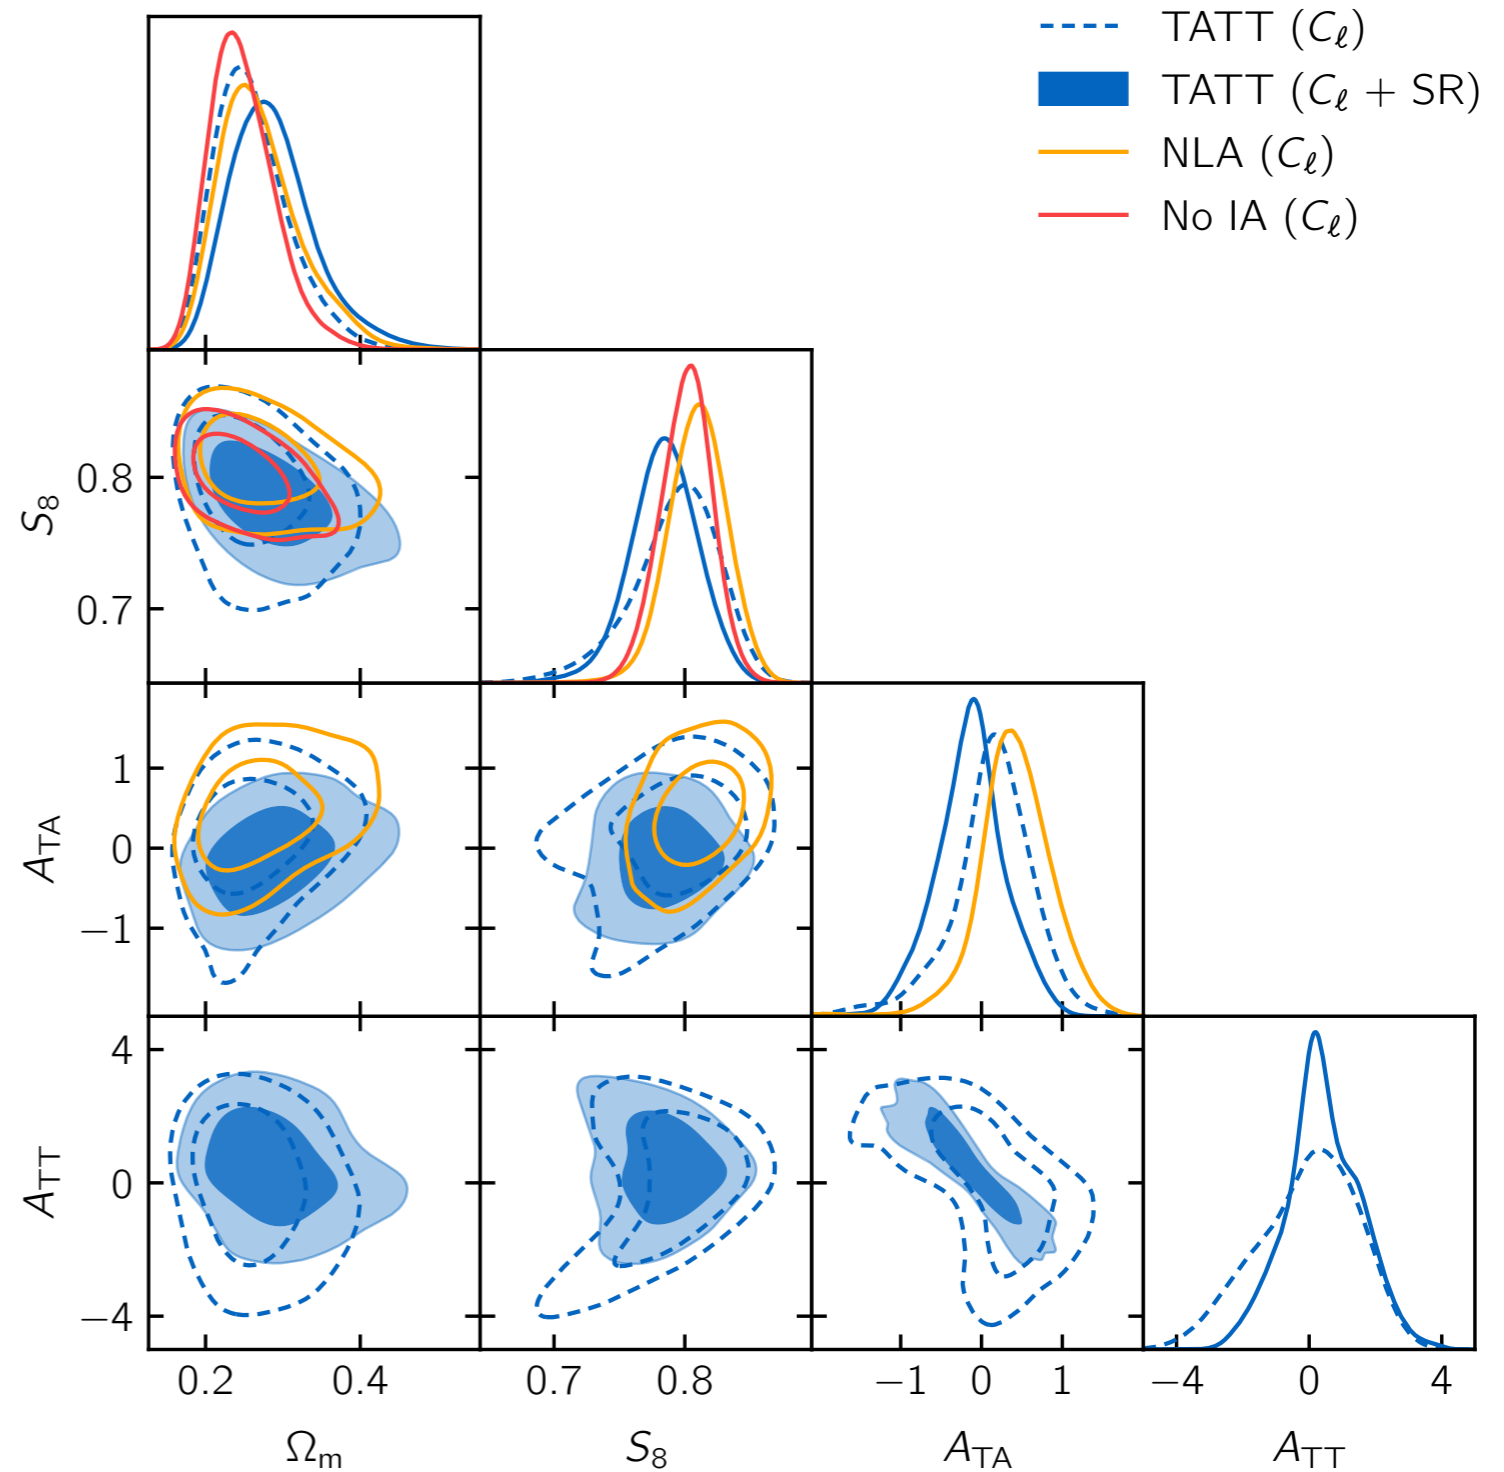 TATT (Cℓ)
TATT (Cℓ + SR)
NLA (Cℓ)
No IA (Cℓ)
S8
0.8
0.7
ATA
1
0
−1
ATT
4
0
−4
0.2 0.4 0.7 0.8 −1 0 1 −4 0 4
Ωm S8 ATA ATT